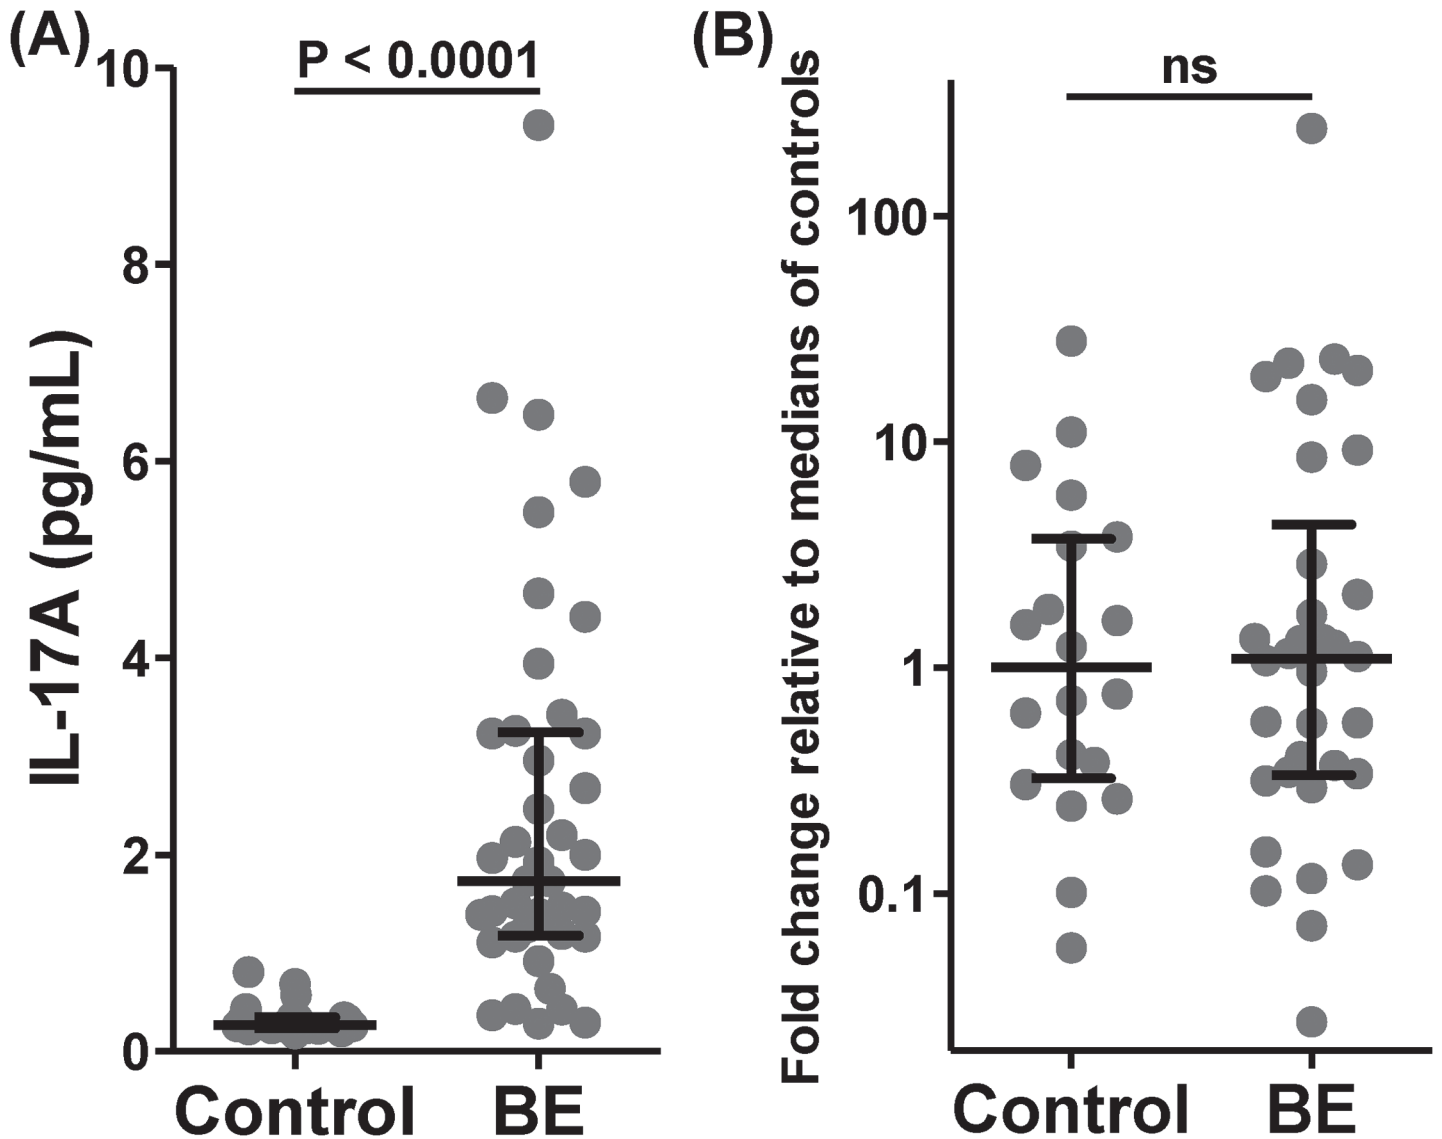 (A)
P < 0.0001
IL-17A (pg/mL)
10
8
6
4
2
0
Control BE
(B)
ns
Fold change relative to medians of controls
100
10
1
0.1
Control BE